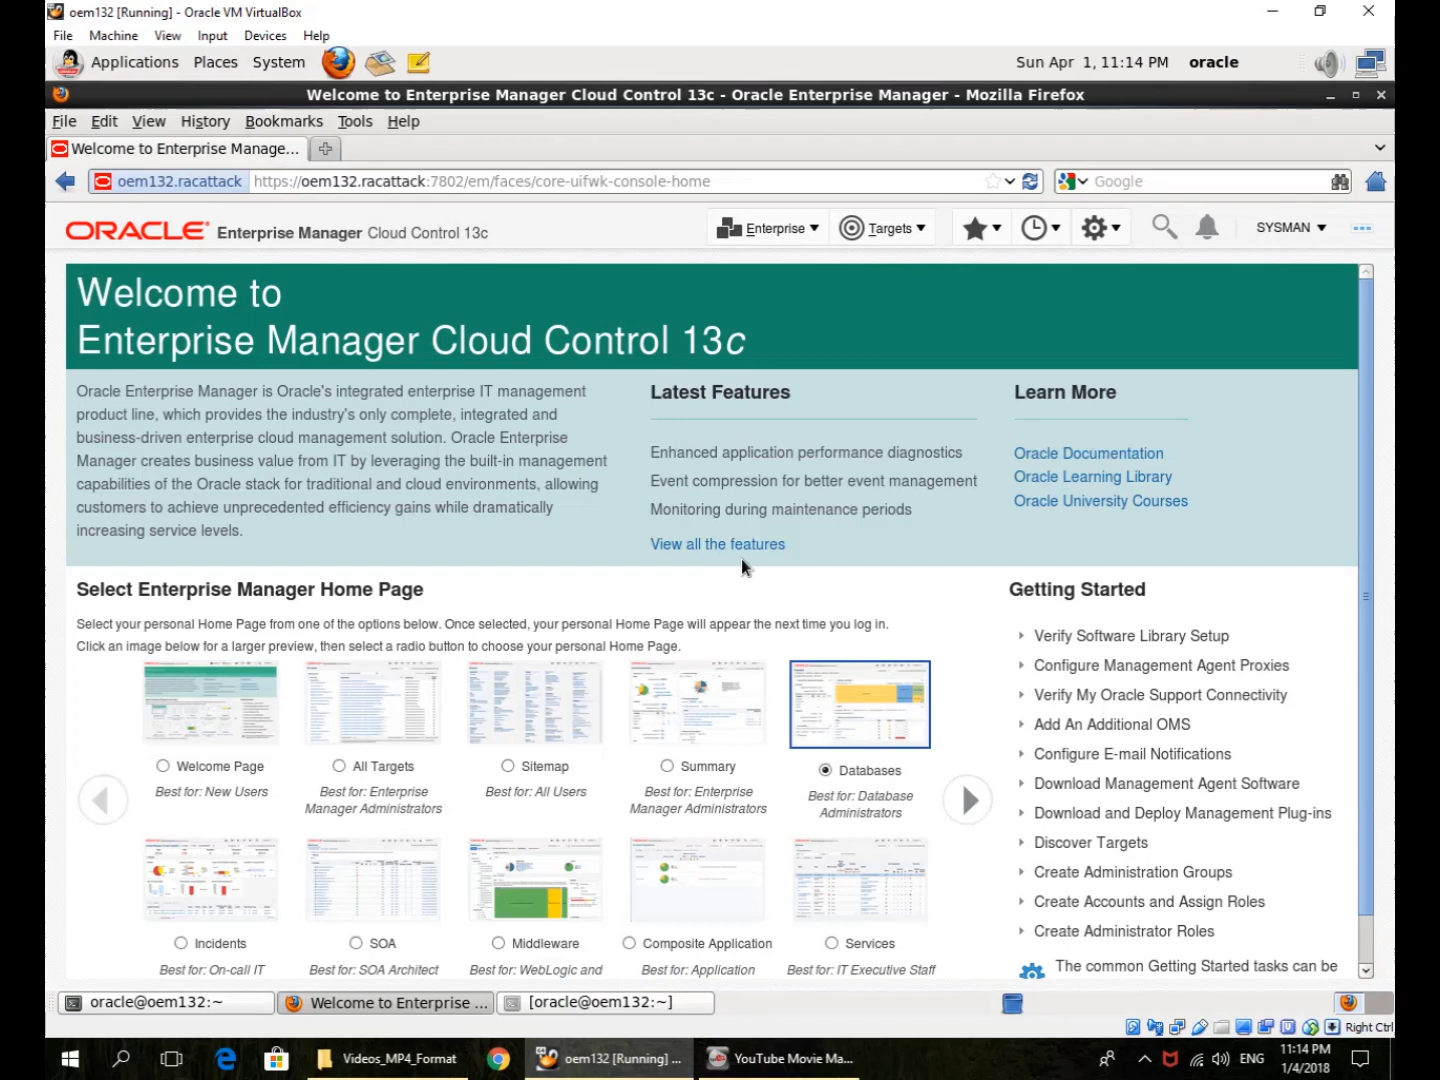 oem132 [Running] - Oracle VM VirtualBox
File Machine View Input Devices Help
Applications Places System Sun Apr 1, 11:14 PM oracle
Welcome to Enterprise Manager Cloud Control 13c - Oracle Enterprise Manager - Mozilla Firefox
File Edit View History Bookmarks Tools Help
Welcome to Enterprise Manage...
oem132.racattack https://oem132.racattack:7802/em/faces/core-uifwk-console-home Google
ORACLE Enterprise Manager Cloud Control 13c Enterprise Targets SYSMAN
Welcome to
Enterprise Manager Cloud Control 13c
Oracle Enterprise Manager is Oracle's integrated enterprise IT management
product line, which provides the industry's only complete, integrated and
business-driven enterprise cloud management solution. Oracle Enterprise
Manager creates business value from IT by leveraging the built-in management
capabilities of the Oracle stack for traditional and cloud environments, allowing
customers to achieve unprecedented efficiency gains while dramatically
increasing service levels.
Latest Features
Enhanced application performance diagnostics
Event compression for better event management
Monitoring during maintenance periods
View all the features
Learn More
Oracle Documentation
Oracle Learning Library
Oracle University Courses
Select Enterprise Manager Home Page
Select your personal Home Page from one of the options below. Once selected, your personal Home Page will appear the next time you log in.
Click an image below for a larger preview, then select a radio button to choose your personal Home Page.
Welcome Page
Best for: New Users
All Targets
Best for: Enterprise
Manager Administrators
Sitemap
Best for: All Users
Summary
Best for: Enterprise
Manager Administrators
Databases
Best for: Database
Administrators
Incidents
Best for: On-call IT
SOA
Best for: SOA Architect
Middleware
Best for: WebLogic and
Composite Application
Best for: Application
Services
Best for: IT Executive Staff
Getting Started
Verify Software Library Setup
Configure Management Agent Proxies
Verify My Oracle Support Connectivity
Add An Additional OMS
Configure E-mail Notifications
Download Management Agent Software
Download and Deploy Management Plug-ins
Discover Targets
Create Administration Groups
Create Accounts and Assign Roles
Create Administrator Roles
The common Getting Started tasks can be
oracle@oem132:~ Welcome to Enterprise ... [oracle@oem132:~]
Right Ctrl
Videos_MP4_Format oem132 [Running] ... YouTube Movie Ma... ENG 11:14 PM
1/4/2018